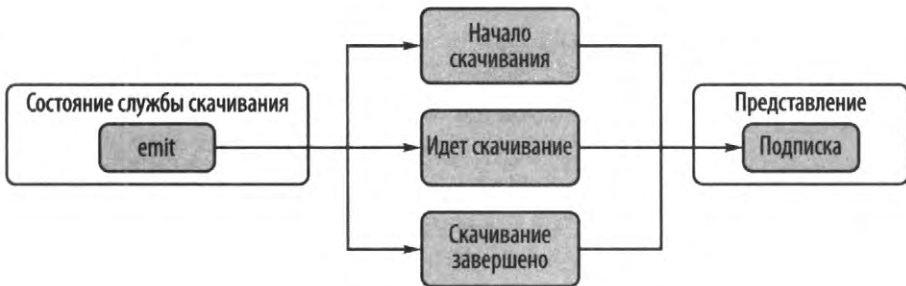 Состояние службы скачивания
emit
Начало
скачивания
Идет скачивание
Скачивание
завершено
Представление
Подписка